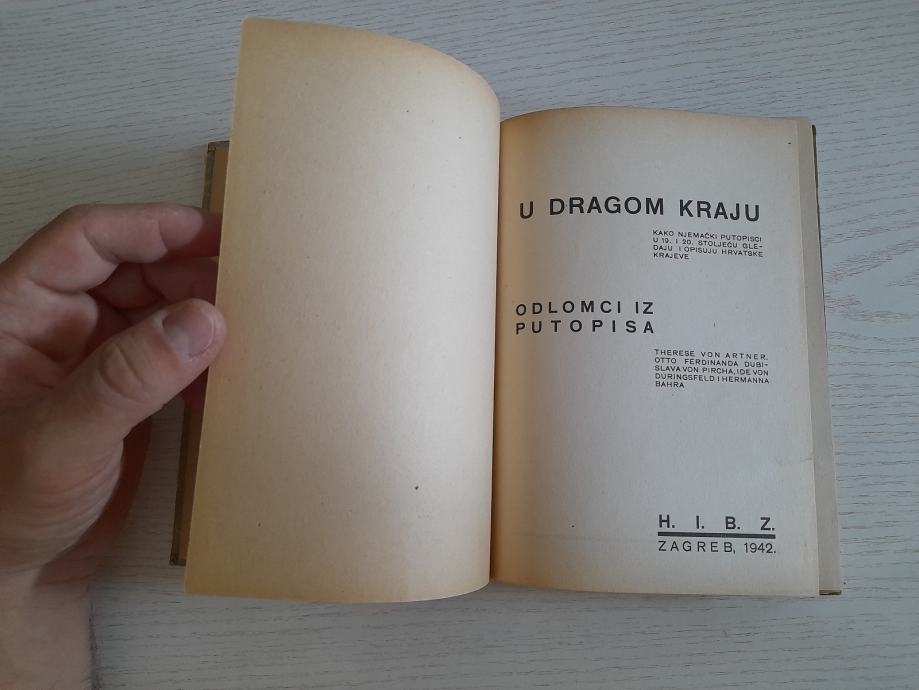 U DRAGOM KRAJU
KAKO NJEMAČKI PUTOPISCI
U 19. I 20. STOLJEĆU GLE-
DAJU I OPISUJU HRVATSKE
KRAJEVE
ODLOMCI IZ
PUTOPISA
THERESE VON ARTNER,
OTTO FERDINANDA DUBI-
SLAVA VON PIRCHA, IDE VON
DÜRINGSFELD I HERMANNA
BAHRA
H. I. B. Z.
ZAGREB, 1942.